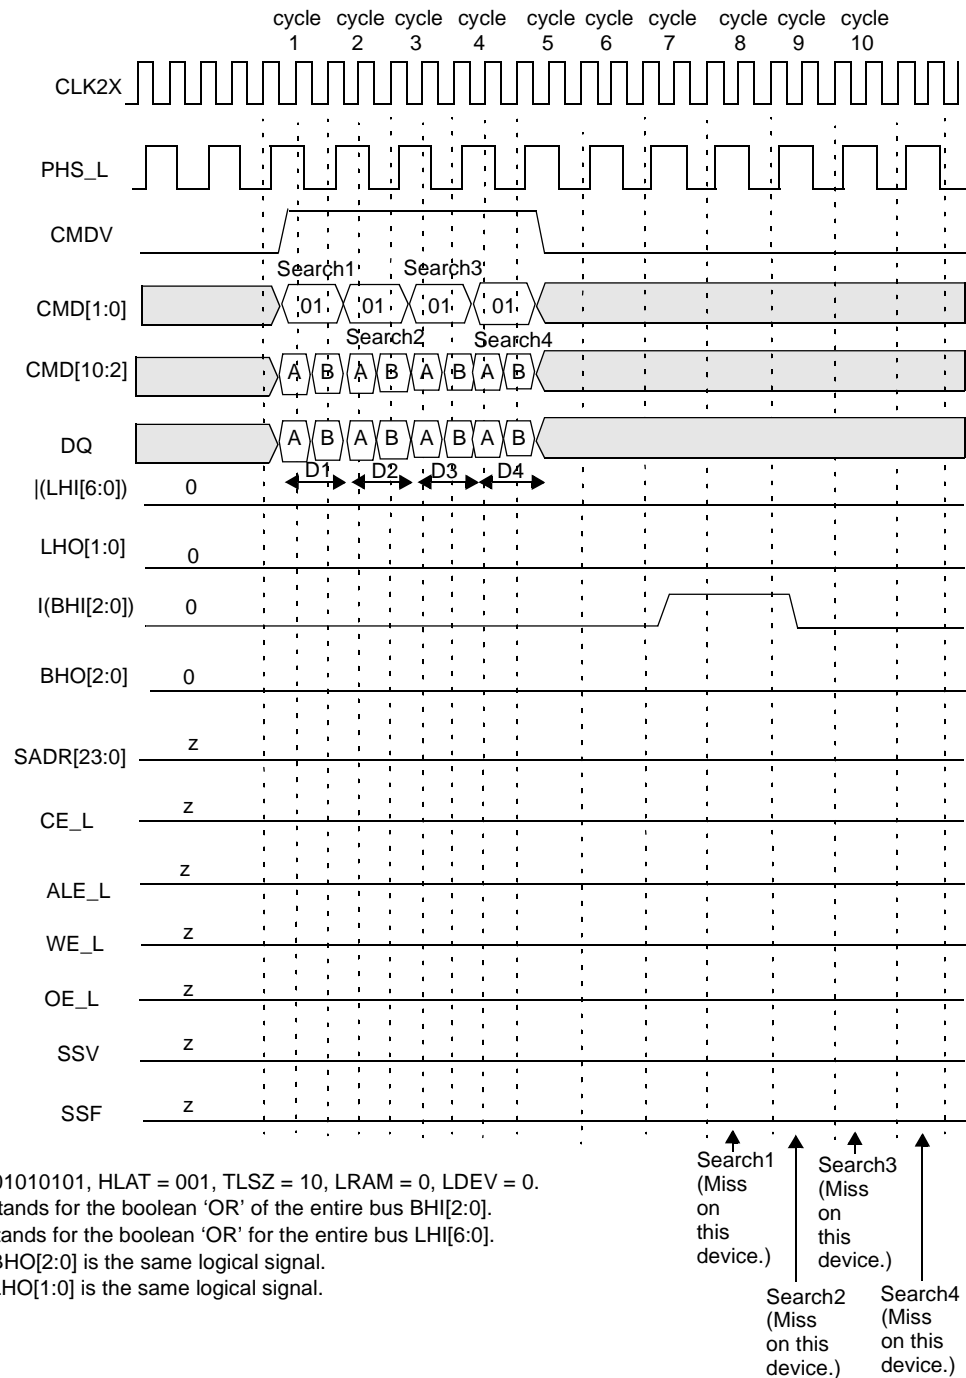 cycle cycle cycle cycle cycle cycle cycle cycle cycle cycle
1 2 3 4 5 6 7 8 9 10
CLK2X
PHS_L
CMDV
Search1 Search3
CMD[1:0] 01 01 01 01
Search2 Search4
CMD[10:2] A B A B A B A B
DQ A B A B A B A B
D1 D2 D3 D4
|(LHI[6:0]) 0
LHO[1:0] 0
I(BHI[2:0]) 0
BHO[2:0] 0
SADR[23:0] z
CE_L z
ALE_L z
WE_L z
OE_L z
SSV z
SSF z
01010101, HLAT = 001, TLSZ = 10, LRAM = 0, LDEV = 0.
tands for the boolean ‘OR’ of the entire bus BHI[2:0].
tands for the boolean ‘OR’ for the entire bus LHI[6:0].
BHO[2:0] is the same logical signal.
HO[1:0] is the same logical signal.
Search1
(Miss
on
this
device.)
Search2
(Miss
on this
device.)
Search3
(Miss
on
this
device.)
Search4
(Miss
on this
device.)